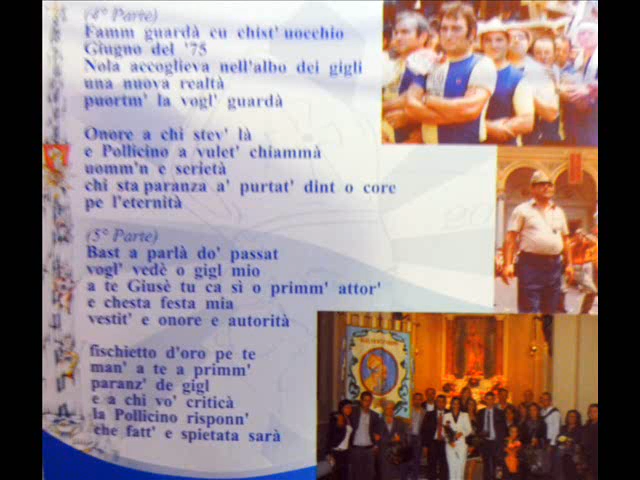 (4° Parte)
Famm guardà cu chist' uocchio
Giugno del '75
Nola accoglieva nell'albo dei gigli
una nuova realtà
puortm' la vogl' guardà
Onore a chi stev' là
e Pollicino a vulet' chiammà
uomm'n e serietà
chi sta paranza a' purtat' dint o core
pe l'eternità
(5° Parte)
Bast a parlà do' passat
vogl' vedè o gigl mio
a te Giusè tu ca sì o primm' attor'
e chesta festa mia
vestit' e onore e autorità
fischietto d'oro pe te
man' a te a primm'
paranz' de gigl
e a chi vo' criticà
la Pollicino risponn'
che fatt' e spietata sarà